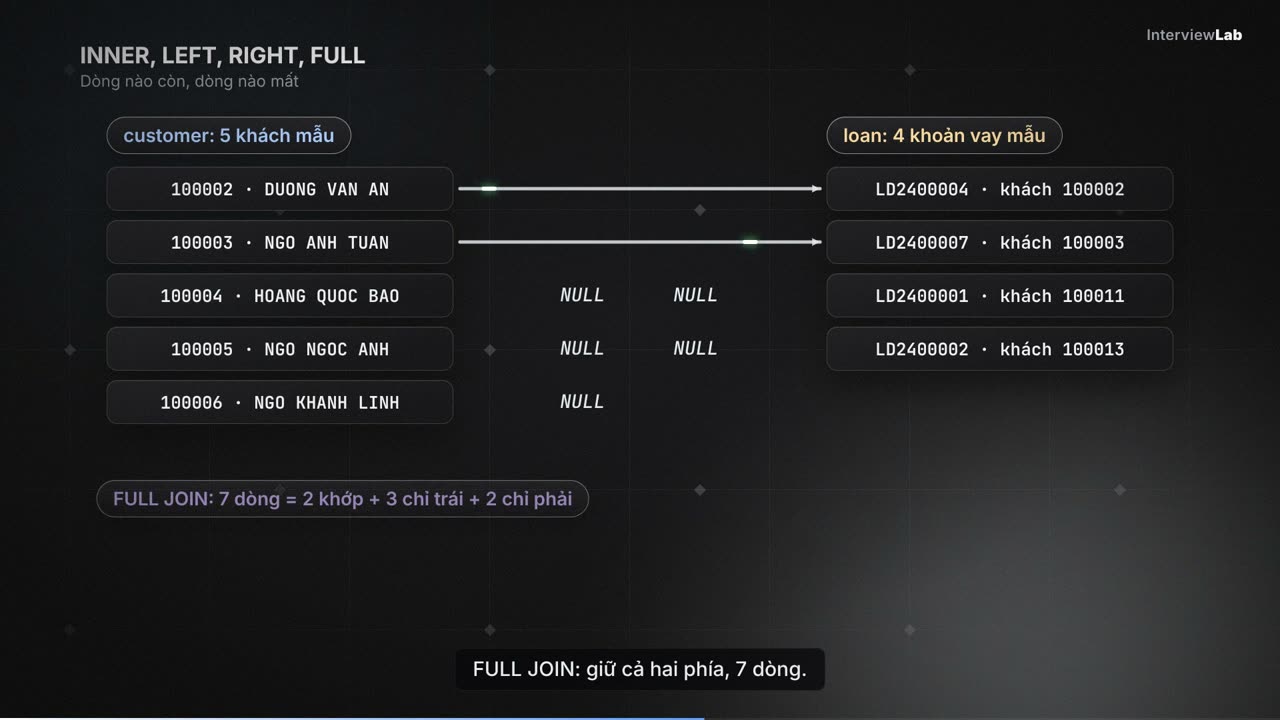 INNER, LEFT, RIGHT, FULL
Dòng nào còn, dòng nào mất
InterviewLab
customer: 5 khách mẫu
loan: 4 khoản vay mẫu
100002 · DUONG VAN AN
LD2400004 · khách 100002
100003 · NGO ANH TUAN
LD2400007 · khách 100003
100004 · HOANG QUOC BAO
NULL NULL
LD2400001 · khách 100011
100005 · NGO NGOC ANH
NULL NULL
LD2400002 · khách 100013
100006 · NGO KHANH LINH
NULL
FULL JOIN: 7 dòng = 2 khớp + 3 chỉ trái + 2 chỉ phải
FULL JOIN: giữ cả hai phía, 7 dòng.